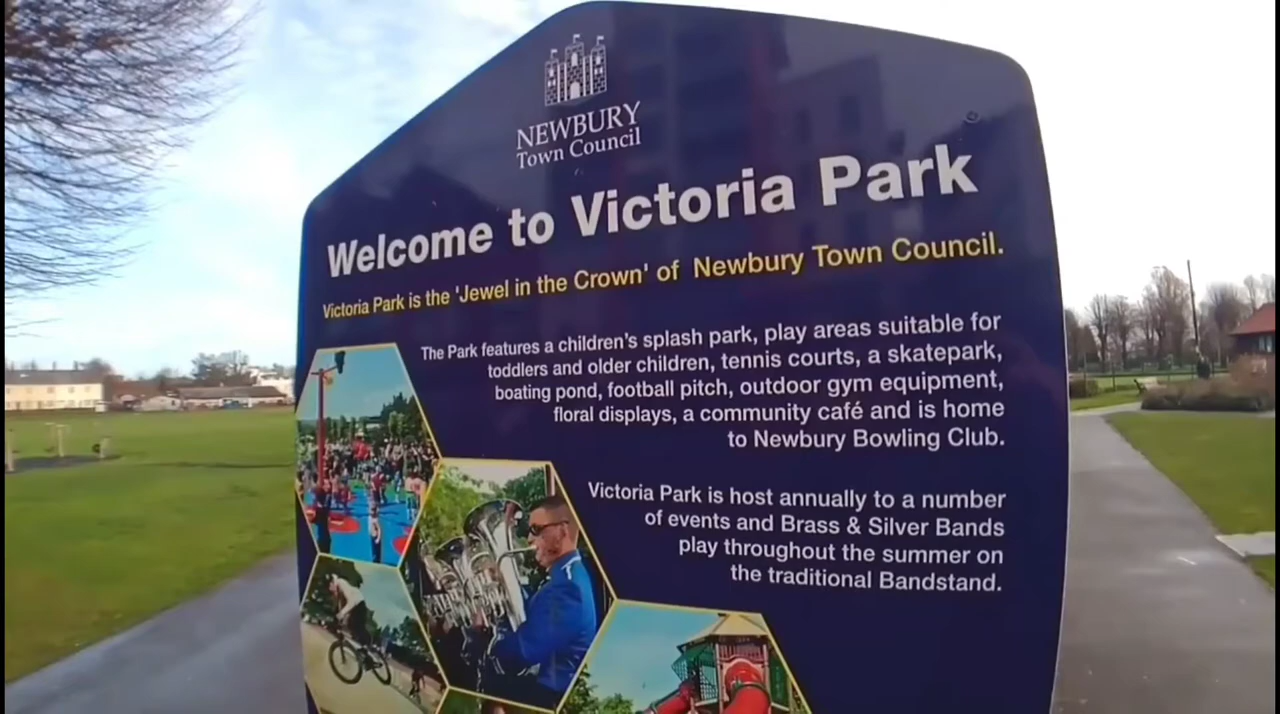 NEWBURY
Town Council
Welcome to Victoria Park
Victoria Park is the 'Jewel in the Crown' of Newbury Town Council.
The Park features a children's splash park, play areas suitable for
toddlers and older children, tennis courts, a skatepark,
boating pond, football pitch, outdoor gym equipment,
floral displays, a community café and is home
to Newbury Bowling Club.
Victoria Park is host annually to a number
of events and Brass & Silver Bands
play throughout the summer on
the traditional Bandstand.